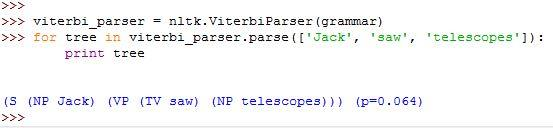 >>>
>>> viterbi_parser = nltk.ViterbiParser(grammar)
>>> for tree in viterbi_parser.parse(['Jack', 'saw', 'telescopes']):
        print tree
(S (NP Jack) (VP (TV saw) (NP telescopes))) (p=0.064)
>>>